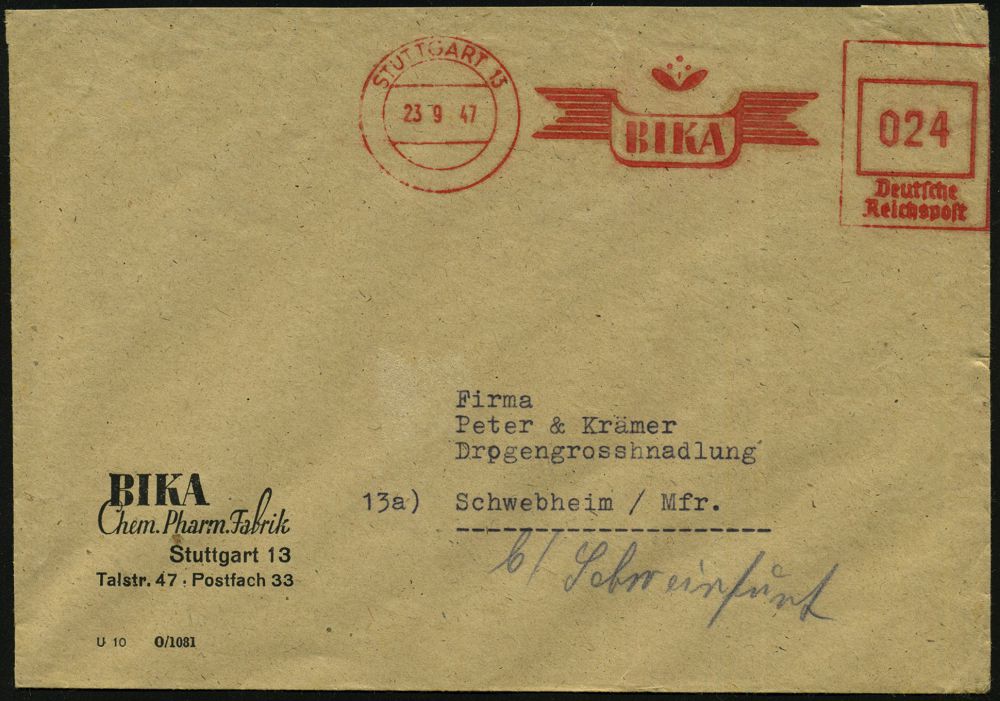 STUTTGART 13
23 9 47
BIKA
024
Deutsche
Reichspost
Firma
Peter & Krämer
Drogengrosshnadlung
13a) Schwebheim / Mfr.
b/ Schweinfurt
BIKA
Chem. Pharm. Fabrik
Stuttgart 13
Talstr. 47 · Postfach 33
U 10 O/1081